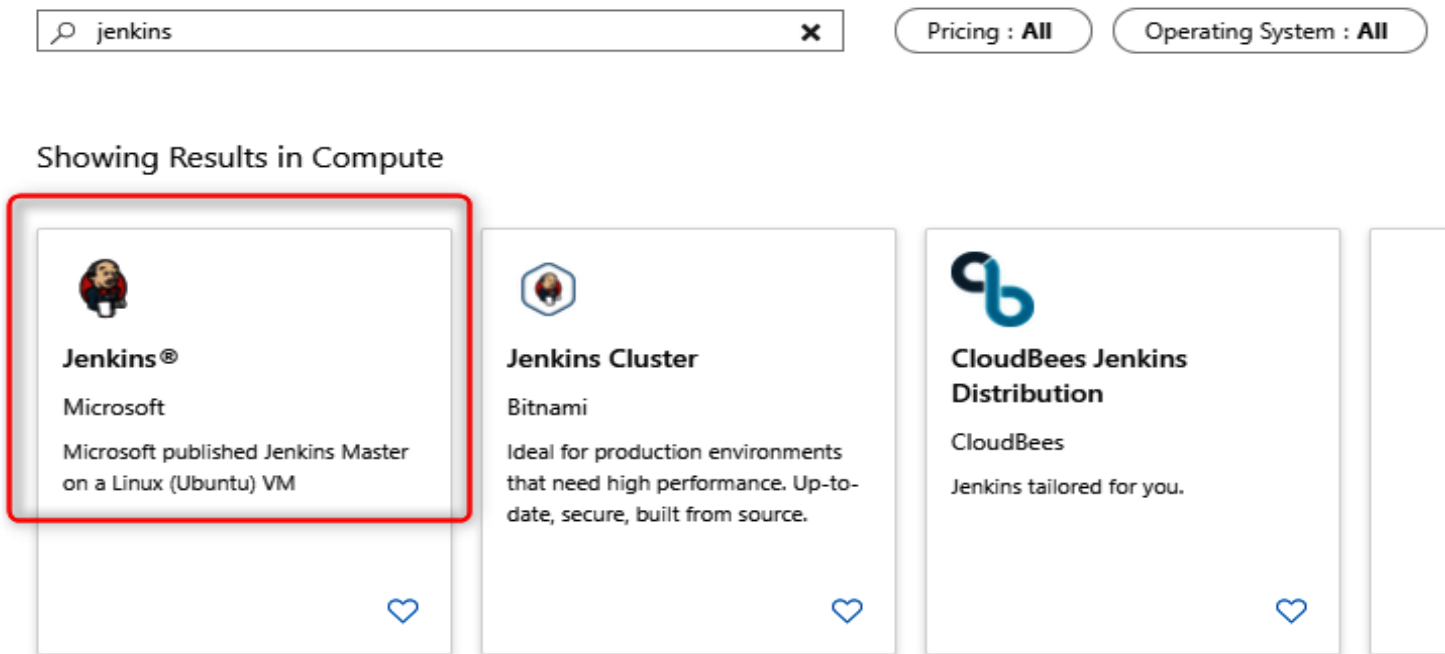 jenkins
Pricing : All
Operating System : All
Showing Results in Compute
Jenkins®
Microsoft
Microsoft published Jenkins Master
on a Linux (Ubuntu) VM
Jenkins Cluster
Bitnami
Ideal for production environments
that need high performance. Up-to-
date, secure, built from source.
CloudBees Jenkins
Distribution
CloudBees
Jenkins tailored for you.